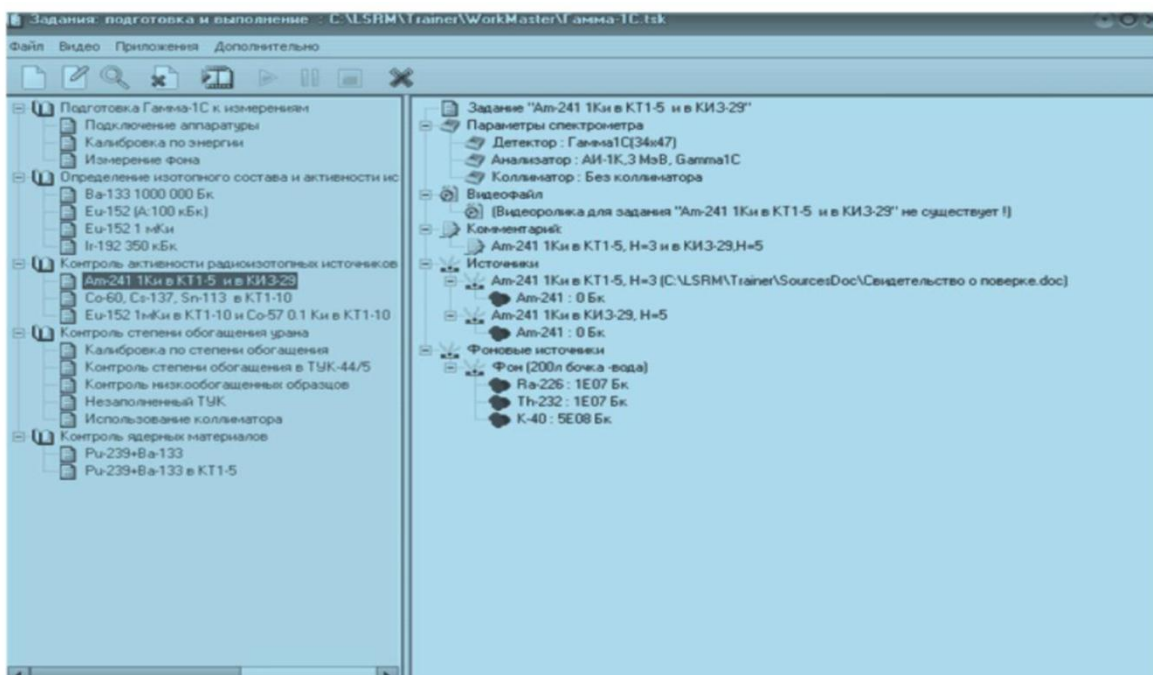 Задания: подготовка и выполнение : C:\LSRM\Trainer\WorkMaster\Гамма-1С.tsk
Файл Видео Приложения Дополнительно
Подготовка Гамма-1С к измерениям
Подключение аппаратуры
Калибровка по энергии
Измерение фона
Определение изотопного состава и активности ис
Ba-133 1000 000 Бк
Eu-152 (A:100 кБк)
Eu-152 1 мКи
Ir-192 350 кБк
Контроль активности радиоизотопных источников
Am-241 1Ки в КТ1-5 и в КИЗ-29
Co-60, Cs-137, Sn-113 в КТ1-10
Eu-152 1мКи в КТ1-10 и Co-57 0.1 Ки в КТ1-10
Контроль степени обогащения урана
Калибровка по степени обогащения
Контроль степени обогащения в ТУК-44/5
Контроль низкообогащенных образцов
Незаполненный ТУК
Использование коллиматора
Контроль ядерных материалов
Pu-239+Ba-133
Pu-239+Ba-133 в КТ1-5
Задание "Am-241 1Ки в КТ1-5 и в КИЗ-29"
Параметры спектрометра
Детектор : Гамма1С(34x47)
Анализатор : АИ-1К,3 МэВ, Gamma1C
Коллиматор : Без коллиматора
Видеофайл
(Видеоролика для задания "Am-241 1Ки в КТ1-5 и в КИЗ-29" не существует !)
Комментарий:
Am-241 1Ки в КТ1-5, H=3 и в КИЗ-29,H=5
Источники
Am-241 1Ки в КТ1-5, H=3 (C:\LSRM\Trainer\SourcesDoc\Свидетельство о поверке.doc)
Am-241 : 0 Бк
Am-241 1Ки в КИЗ-29, H=5
Am-241 : 0 Бк
Фоновые источники
Фон (200л бочка -вода)
Ra-226 : 1E07 Бк
Th-232 : 1E07 Бк
K-40 : 5E08 Бк